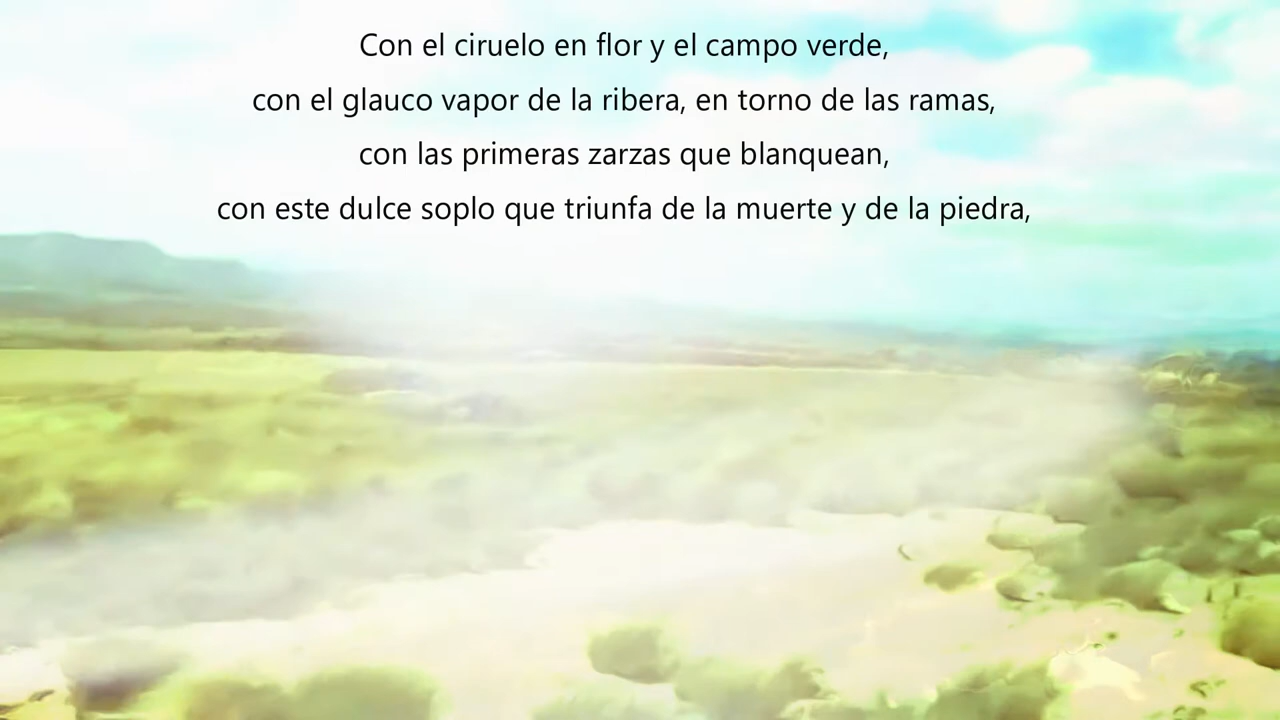 Con el ciruelo en flor y el campo verde,
con el glauco vapor de la ribera, en torno de las ramas,
con las primeras zarzas que blanquean,
con este dulce soplo que triunfa de la muerte y de la piedra,